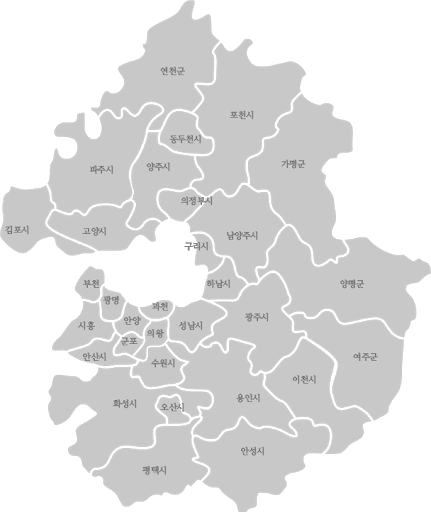 연천군
포천시
동두천시
가평군
파주시
양주시
의정부시
김포시
고양시
남양주시
구리시
하남시
양평군
부천
광명
과천
광주시
시흥
안양
의왕
성남시
군포
안산시
수원시
여주군
이천시
화성시
오산시
용인시
안성시
평택시